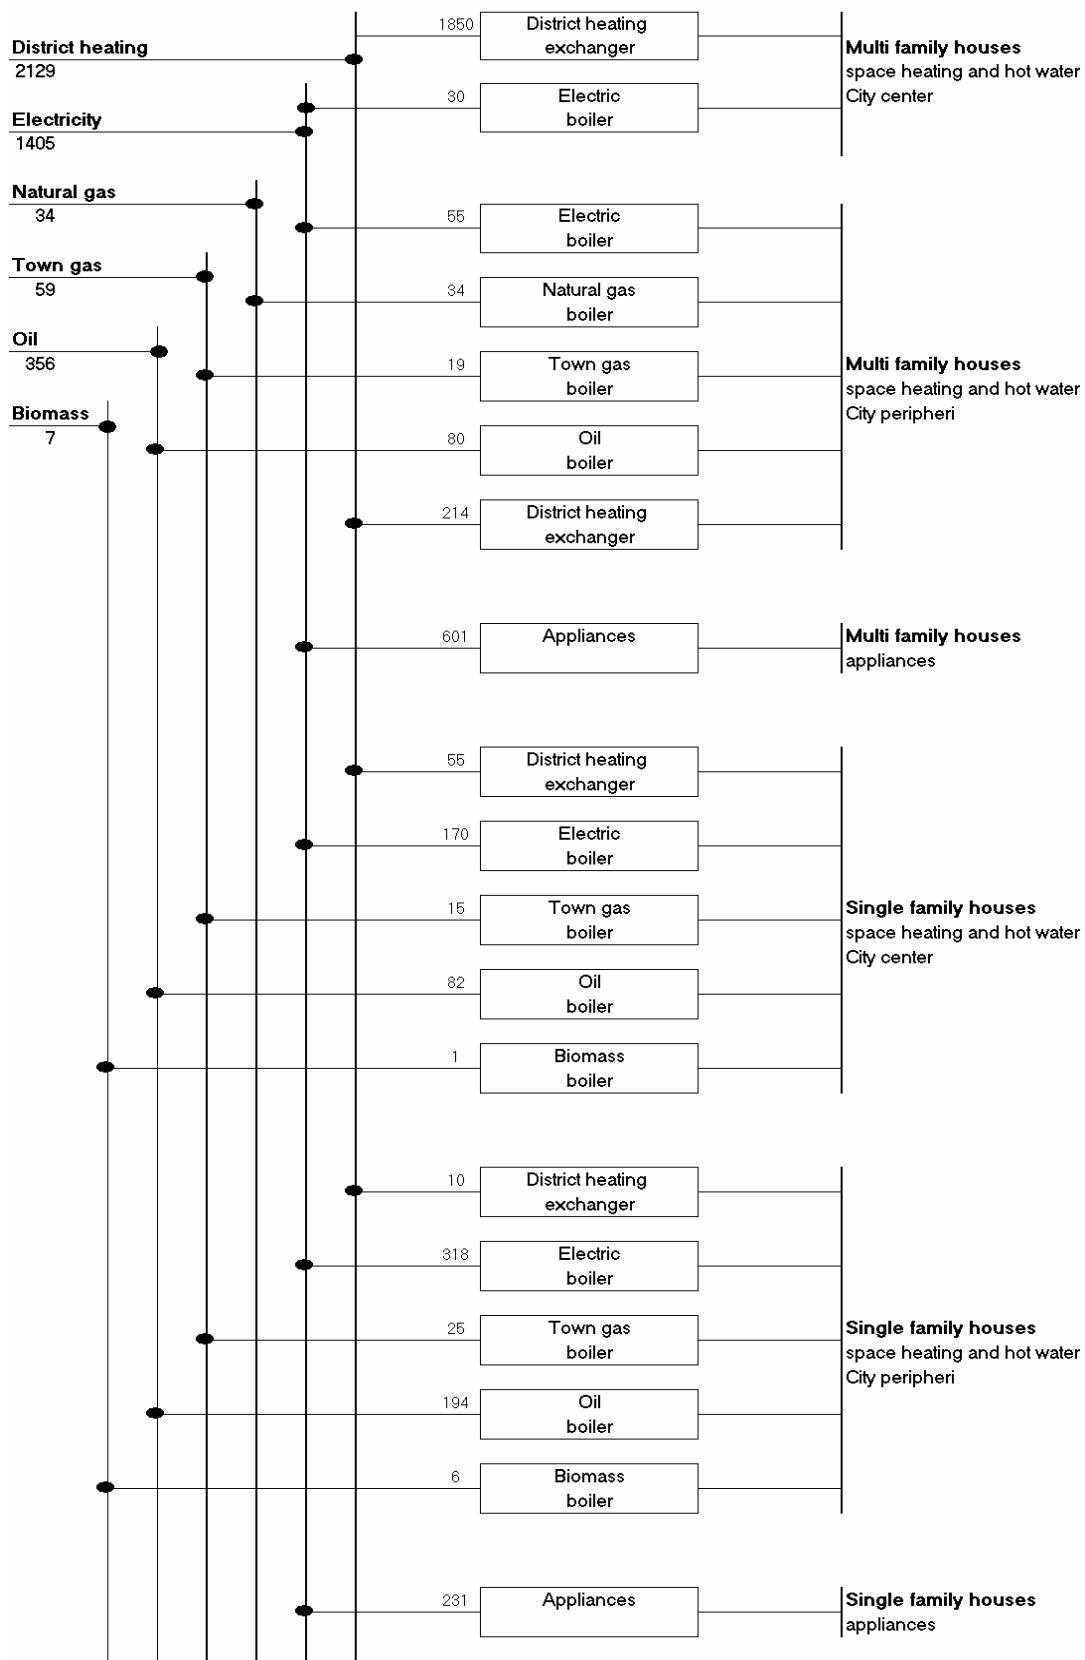 District heating
2129
Electricity
1405
Natural gas
34
Town gas
59
Oil
356
Biomass
7
1850
District heating
exchanger
30
Electric
boiler
Multi family houses
space heating and hot water
City center
55
Electric
boiler
34
Natural gas
boiler
19
Town gas
boiler
80
Oil
boiler
214
District heating
exchanger
Multi family houses
space heating and hot water
City peripheri
601
Appliances
Multi family houses
appliances
55
District heating
exchanger
170
Electric
boiler
15
Town gas
boiler
82
Oil
boiler
1
Biomass
boiler
Single family houses
space heating and hot water
City center
10
District heating
exchanger
318
Electric
boiler
25
Town gas
boiler
194
Oil
boiler
6
Biomass
boiler
Single family houses
space heating and hot water
City peripheri
231
Appliances
Single family houses
appliances